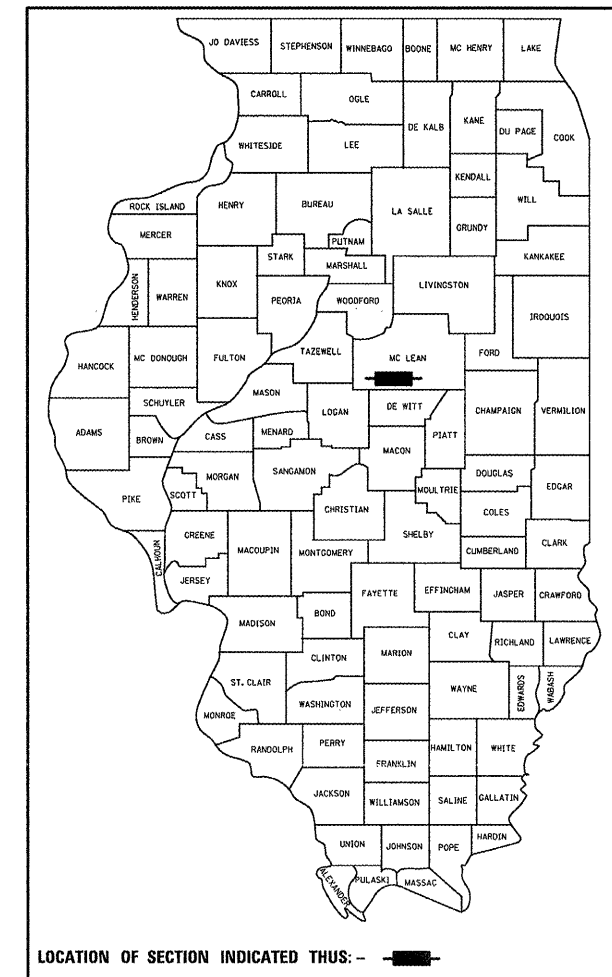 JO DAVIESS STEPHENSON WINNEBAGO BOONE MC HENRY LAKE
CARROLL OGLE DE KALB KANE DU PAGE COOK
WHITESIDE LEE
KENDALL WILL
ROCK ISLAND HENRY BUREAU LA SALLE GRUNDY
MERCER PUTNAM KANKAKEE
STARK MARSHALL
HENDERSON WARREN KNOX PEORIA WOODFORD LIVINGSTON IROQUOIS
HANCOCK MC DONOUGH FULTON TAZEWELL MC LEAN FORD
MASON
SCHUYLER LOGAN DE WITT CHAMPAIGN VERMILION
ADAMS BROWN CASS MENARD PIATT
MACON
MORGAN SANGAMON DOUGLAS EDGAR
PIKE SCOTT CHRISTIAN MOULTRIE COLES
GREENE SHELBY
CALHOUN MACOUPIN MONTGOMERY CUMBERLAND CLARK
JERSEY
FAYETTE EFFINGHAM JASPER CRAWFORD
MADISON BOND
CLAY RICHLAND LAWRENCE
CLINTON MARION
ST. CLAIR WAYNE EDWARDS WABASH
WASHINGTON JEFFERSON
MONROE
RANDOLPH PERRY HAMILTON WHITE
FRANKLIN
JACKSON WILLIAMSON SALINE GALLATIN
UNION JOHNSON POPE HARDIN
ALEXANDER PULASKI MASSAC
LOCATION OF SECTION INDICATED THUS: –